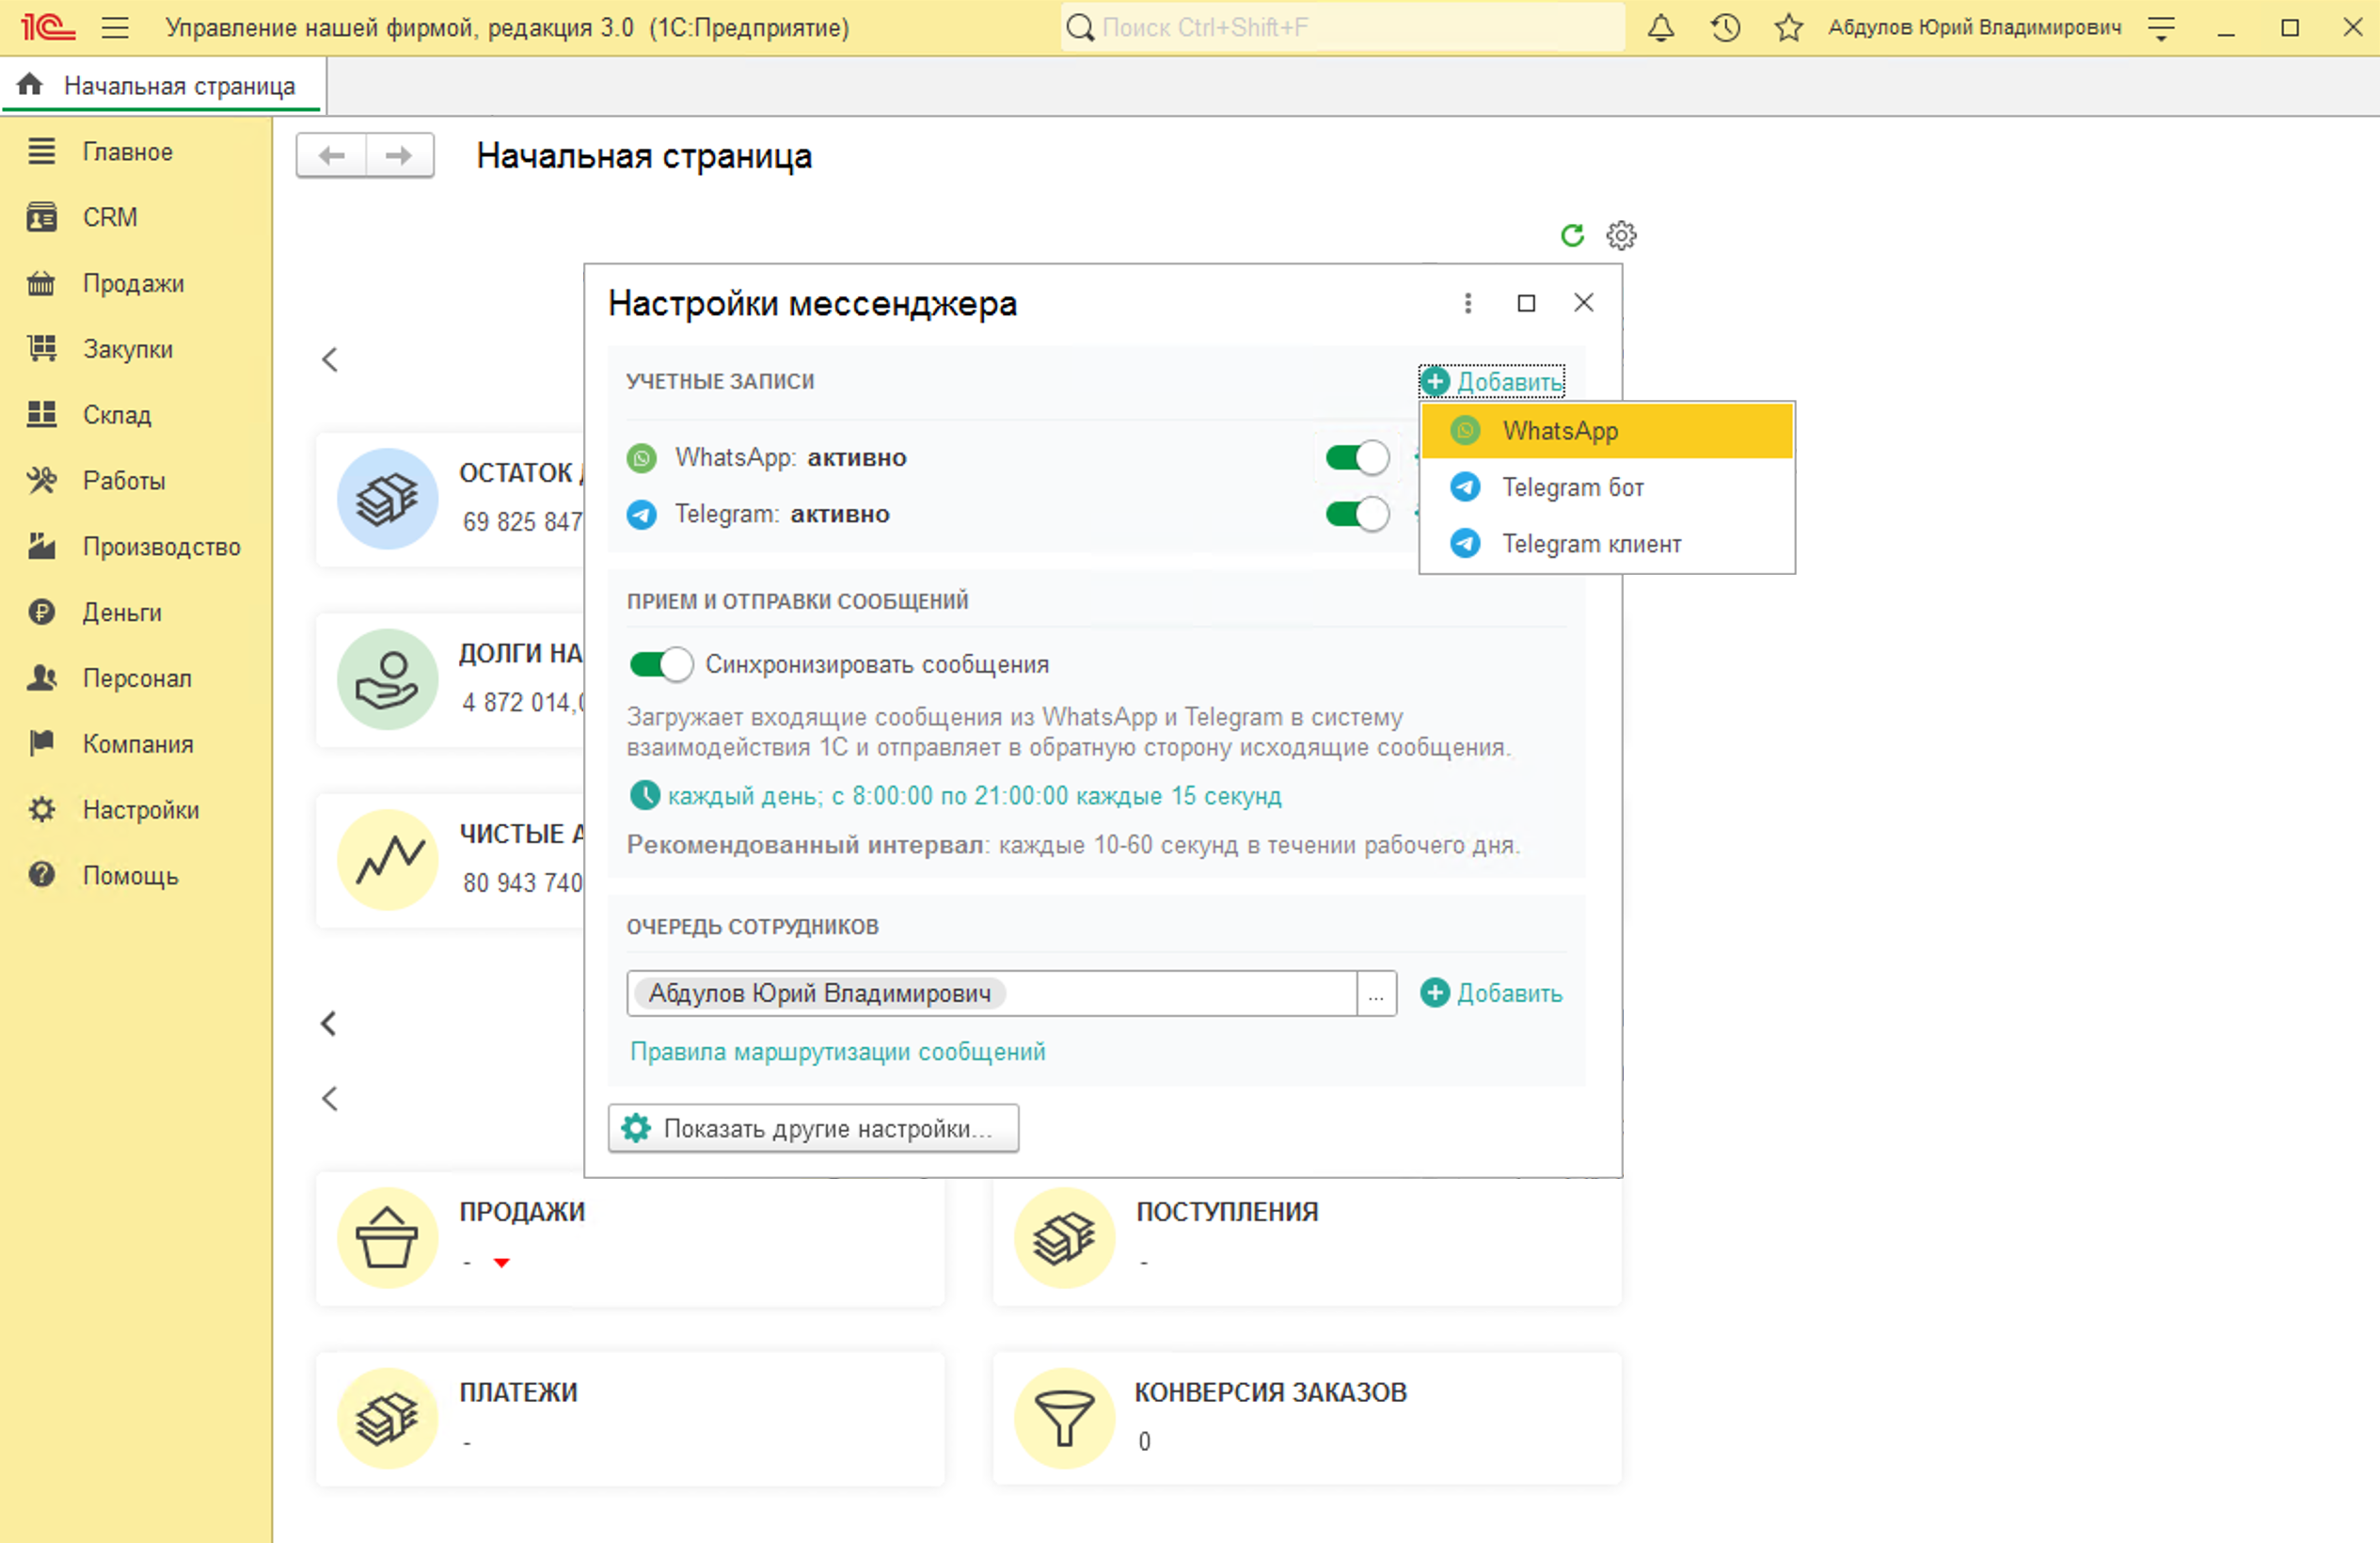 1С Управление нашей фирмой, редакция 3.0 (1С:Предприятие) Поиск Ctrl+Shift+F Абдулов Юрий Владимирович
Начальная страница
Главное
CRM
Продажи
Закупки
Склад
Работы
Производство
Деньги
Персонал
Компания
Настройки
Помощь
Начальная страница
ОСТАТОК
69 825 847
ДОЛГИ НА
4 872 014,
ЧИСТЫЕ А
80 943 740
Настройки мессенджера
УЧЕТНЫЕ ЗАПИСИ Добавить
WhatsApp: активно
Telegram: активно
WhatsApp
Telegram бот
Telegram клиент
ПРИЕМ И ОТПРАВКИ СООБЩЕНИЙ
Синхронизировать сообщения
Загружает входящие сообщения из WhatsApp и Telegram в систему
взаимодействия 1С и отправляет в обратную сторону исходящие сообщения.
каждый день; с 8:00:00 по 21:00:00 каждые 15 секунд
Рекомендованный интервал: каждые 10-60 секунд в течении рабочего дня.
ОЧЕРЕДЬ СОТРУДНИКОВ
Абдулов Юрий Владимирович ... Добавить
Правила маршрутизации сообщений
Показать другие настройки...
ПРОДАЖИ
-
ПОСТУПЛЕНИЯ
-
ПЛАТЕЖИ
-
КОНВЕРСИЯ ЗАКАЗОВ
0